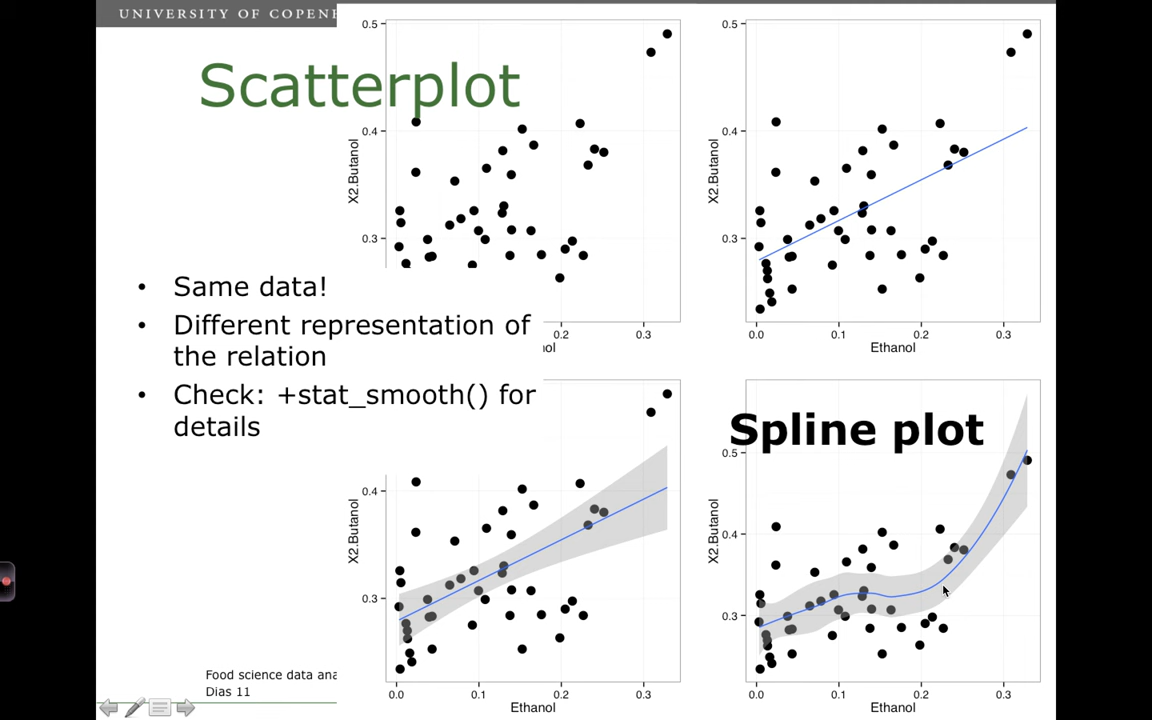 UNIVERSITY OF COPENH
Scatterplot
• Same data!
• Different representation of
the relation
• Check: +stat_smooth() for
details
Food science data ana
Dias 11
0.5
0.4
0.3
X2.Butanol
0.2
0.3
nol
0.5
0.4
0.3
X2.Butanol
0.0
0.1
0.2
0.3
Ethanol
0.4
0.3
X2.Butanol
0.0
0.1
0.2
0.3
Ethanol
Spline plot
0.5
0.4
0.3
X2.Butanol
0.0
0.1
0.2
0.3
Ethanol